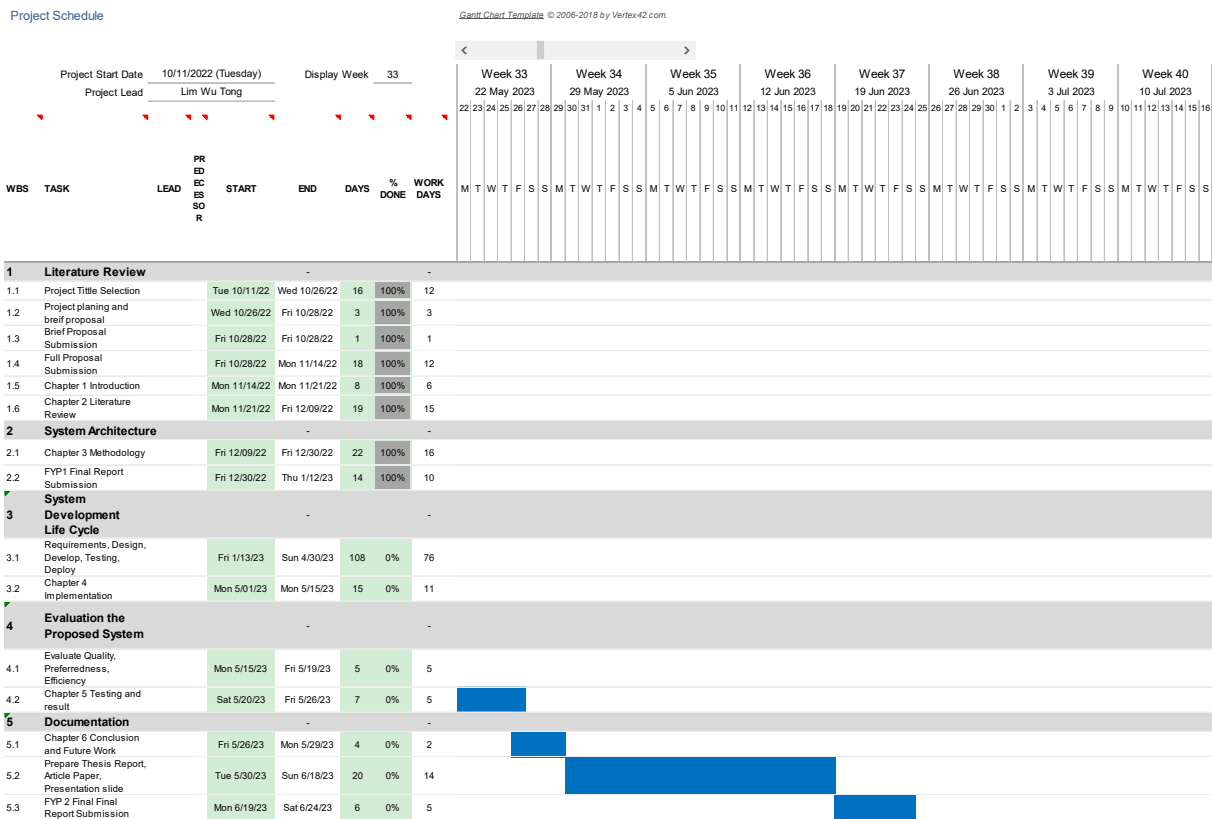 Project Schedule
Gantt Chart Template © 2006-2018 by Vertex42.com.
Project Start Date 10/11/2022 (Tuesday) Display Week 33
Project Lead Lim Wu Tong
Week 33 Week 34 Week 35 Week 36 Week 37 Week 38 Week 39 Week 40
22 May 2023 29 May 2023 5 Jun 2023 12 Jun 2023 19 Jun 2023 26 Jun 2023 3 Jul 2023 10 Jul 2023
22 23 24 25 26 27 28 29 30 31 1 2 3 4 5 6 7 8 9 10 11 12 13 14 15 16 17 18 19 20 21 22 23 24 25 26 27 28 29 30 1 2 3 4 5 6 7 8 9 10 11 12 13 14 15 16
WBS TASK LEAD PREDECESSOR START END DAYS % DONE WORK DAYS
M T W T F S S M T W T F S S M T W T F S S M T W T F S S M T W T F S S M T W T F S S M T W T F S S M T W T F S S
1 Literature Review - -
1.1 Project Tittle Selection Tue 10/11/22 Wed 10/26/22 16 100% 12
1.2 Project planing and breif proposal Wed 10/26/22 Fri 10/28/22 3 100% 3
1.3 Brief Proposal Submission Fri 10/28/22 Fri 10/28/22 1 100% 1
1.4 Full Proposal Submission Fri 10/28/22 Mon 11/14/22 18 100% 12
1.5 Chapter 1 Introduction Mon 11/14/22 Mon 11/21/22 8 100% 6
1.6 Chapter 2 Literature Review Mon 11/21/22 Fri 12/09/22 19 100% 15
2 System Architecture - -
2.1 Chapter 3 Methodology Fri 12/09/22 Fri 12/30/22 22 100% 16
2.2 FYP1 Final Report Submission Fri 12/30/22 Thu 1/12/23 14 100% 10
3 System Development Life Cycle - -
3.1 Requirements, Design, Develop, Testing, Deploy Fri 1/13/23 Sun 4/30/23 108 0% 76
3.2 Chapter 4 Implementation Mon 5/01/23 Mon 5/15/23 15 0% 11
4 Evaluation the Proposed System - -
4.1 Evaluate Quality, Preferredness, Efficiency Mon 5/15/23 Fri 5/19/23 5 0% 5
4.2 Chapter 5 Testing and result Sat 5/20/23 Fri 5/26/23 7 0% 5
5 Documentation - -
5.1 Chapter 6 Conclusion and Future Work Fri 5/26/23 Mon 5/29/23 4 0% 2
5.2 Prepare Thesis Report, Article Paper, Presentation slide Tue 5/30/23 Sun 6/18/23 20 0% 14
5.3 FYP 2 Final Final Report Submission Mon 6/19/23 Sat 6/24/23 6 0% 5